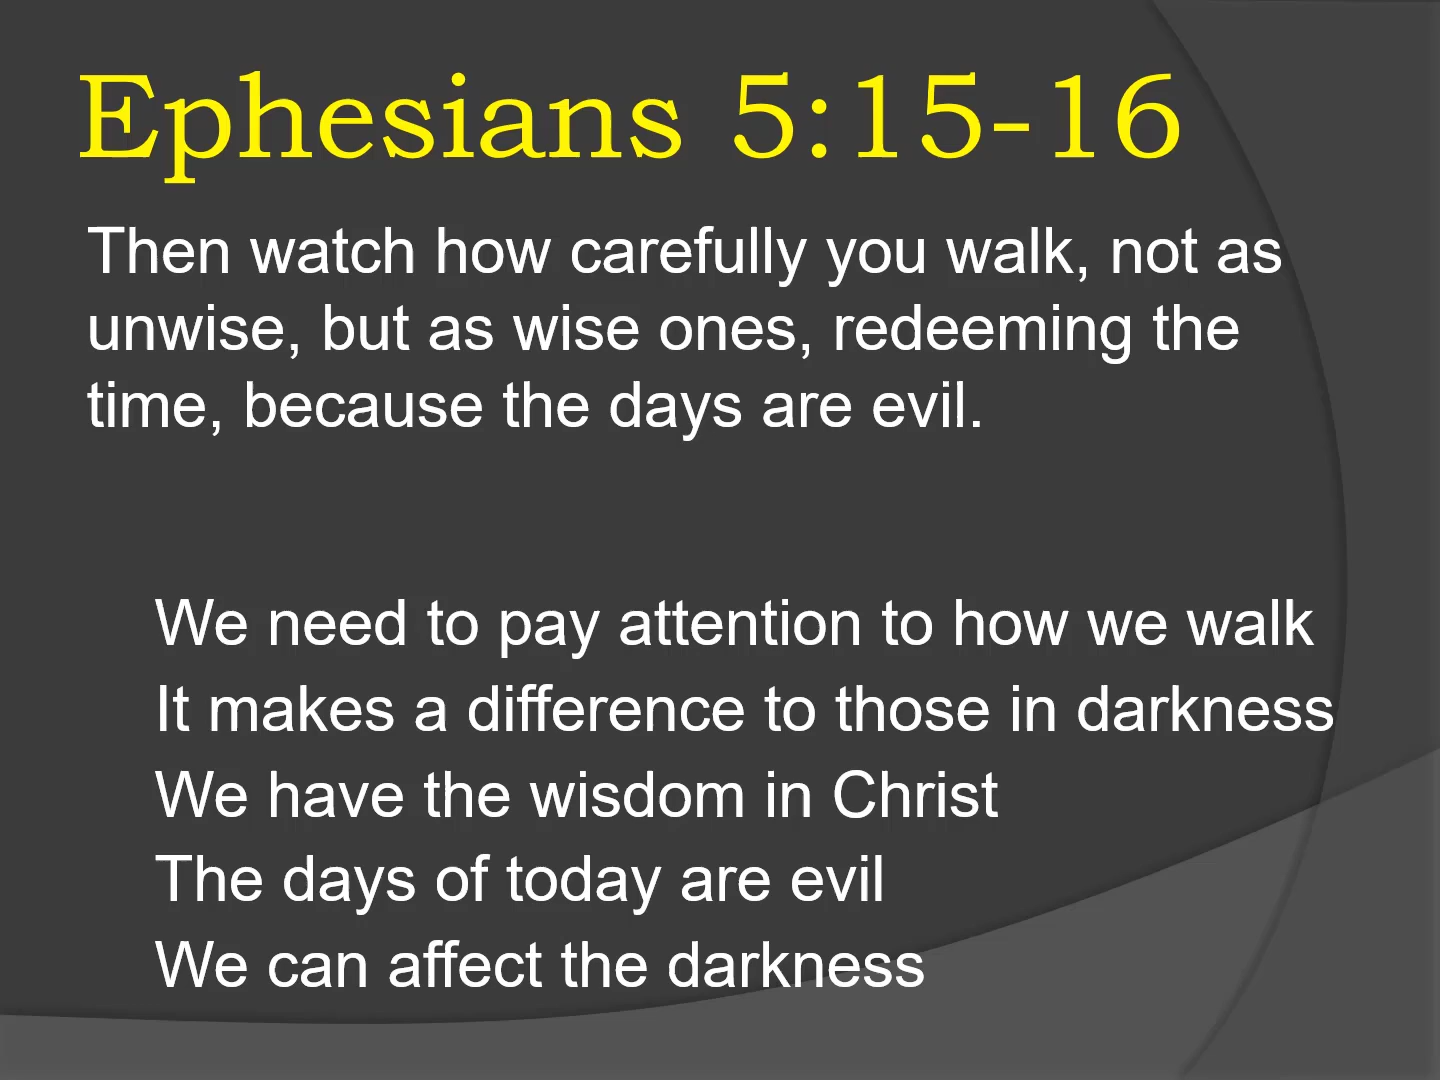 Ephesians 5:15-16
Then watch how carefully you walk, not as
unwise, but as wise ones, redeeming the
time, because the days are evil.
We need to pay attention to how we walk
It makes a difference to those in darkness
We have the wisdom in Christ
The days of today are evil
We can affect the darkness